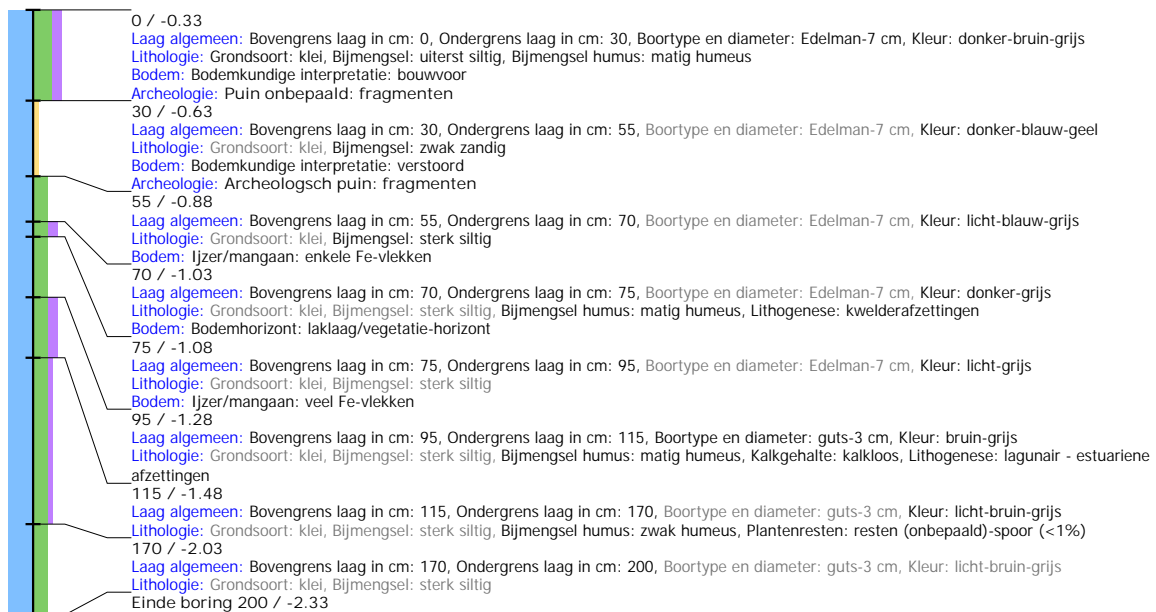 0 / -0.33
Laag algemeen: Bovengrens laag in cm: 0, Ondergrens laag in cm: 30, Boortype en diameter: Edelman-7 cm, Kleur: donker-bruin-grijs
Lithologie: Grondsoort: klei, Bijmengsel: uiterst siltig, Bijmengsel humus: matig humeus
Bodem: Bodemkundige interpretatie: bouwvoor
Archeologie: Puin onbepaald: fragmenten
30 / -0.63
Laag algemeen: Bovengrens laag in cm: 30, Ondergrens laag in cm: 55, Boortype en diameter: Edelman-7 cm, Kleur: donker-blauw-geel
Lithologie: Grondsoort: klei, Bijmengsel: zwak zandig
Bodem: Bodemkundige interpretatie: verstoord
Archeologie: Archeologsch puin: fragmenten
55 / -0.88
Laag algemeen: Bovengrens laag in cm: 55, Ondergrens laag in cm: 70, Boortype en diameter: Edelman-7 cm, Kleur: licht-blauw-grijs
Lithologie: Grondsoort: klei, Bijmengsel: sterk siltig
Bodem: Ijzer/mangaan: enkele Fe-vlekken
70 / -1.03
Laag algemeen: Bovengrens laag in cm: 70, Ondergrens laag in cm: 75, Boortype en diameter: Edelman-7 cm, Kleur: donker-grijs
Lithologie: Grondsoort: klei, Bijmengsel: sterk siltig, Bijmengsel humus: matig humeus, Lithogenese: kwelderafzettingen
Bodem: Bodemhorizont: laklaag/vegetatie-horizont
75 / -1.08
Laag algemeen: Bovengrens laag in cm: 75, Ondergrens laag in cm: 95, Boortype en diameter: Edelman-7 cm, Kleur: licht-grijs
Lithologie: Grondsoort: klei, Bijmengsel: sterk siltig
Bodem: Ijzer/mangaan: veel Fe-vlekken
95 / -1.28
Laag algemeen: Bovengrens laag in cm: 95, Ondergrens laag in cm: 115, Boortype en diameter: guts-3 cm, Kleur: bruin-grijs
Lithologie: Grondsoort: klei, Bijmengsel: sterk siltig, Bijmengsel humus: matig humeus, Kalkgehalte: kalkloos, Lithogenese: lagunair - estuariene
afzettingen
115 / -1.48
Laag algemeen: Bovengrens laag in cm: 115, Ondergrens laag in cm: 170, Boortype en diameter: guts-3 cm, Kleur: licht-bruin-grijs
Lithologie: Grondsoort: klei, Bijmengsel: sterk siltig, Bijmengsel humus: zwak humeus, Plantenresten: resten (onbepaald)-spoor (<1%)
170 / -2.03
Laag algemeen: Bovengrens laag in cm: 170, Ondergrens laag in cm: 200, Boortype en diameter: guts-3 cm, Kleur: licht-bruin-grijs
Lithologie: Grondsoort: klei, Bijmengsel: sterk siltig
Einde boring 200 / -2.33